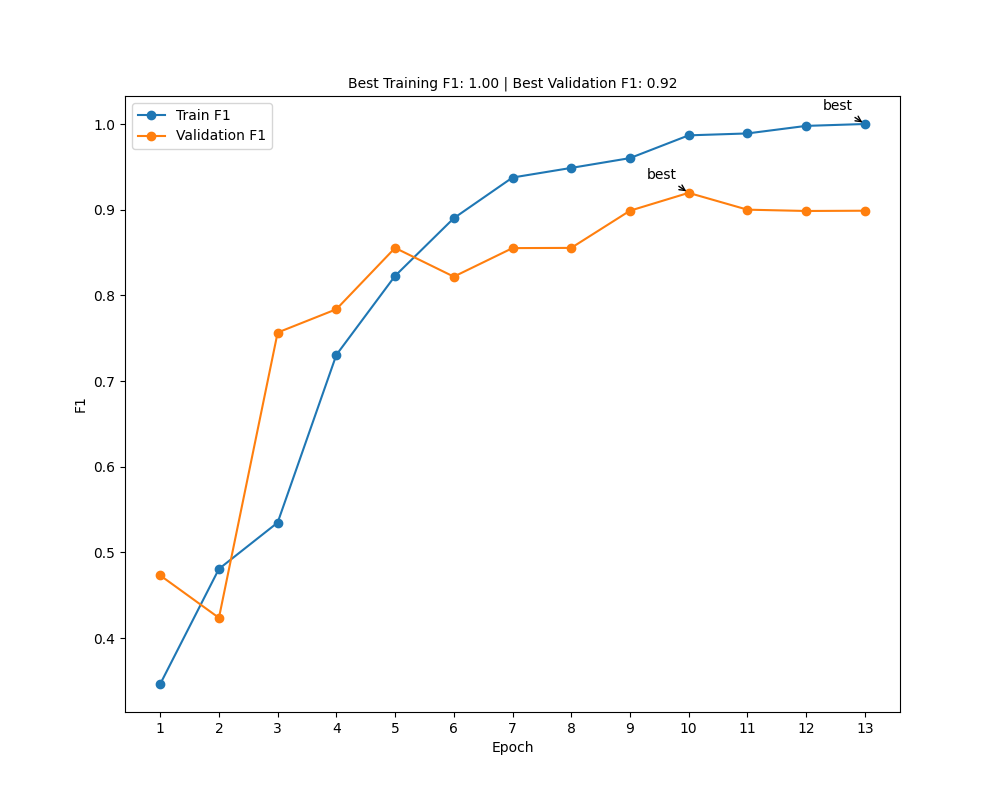 Best Training F1: 1.00 | Best Validation F1: 0.92
Train F1
Validation F1
best
best
1.0
0.9
0.8
0.7
0.6
0.5
0.4
F1
1 2 3 4 5 6 7 8 9 10 11 12 13
Epoch